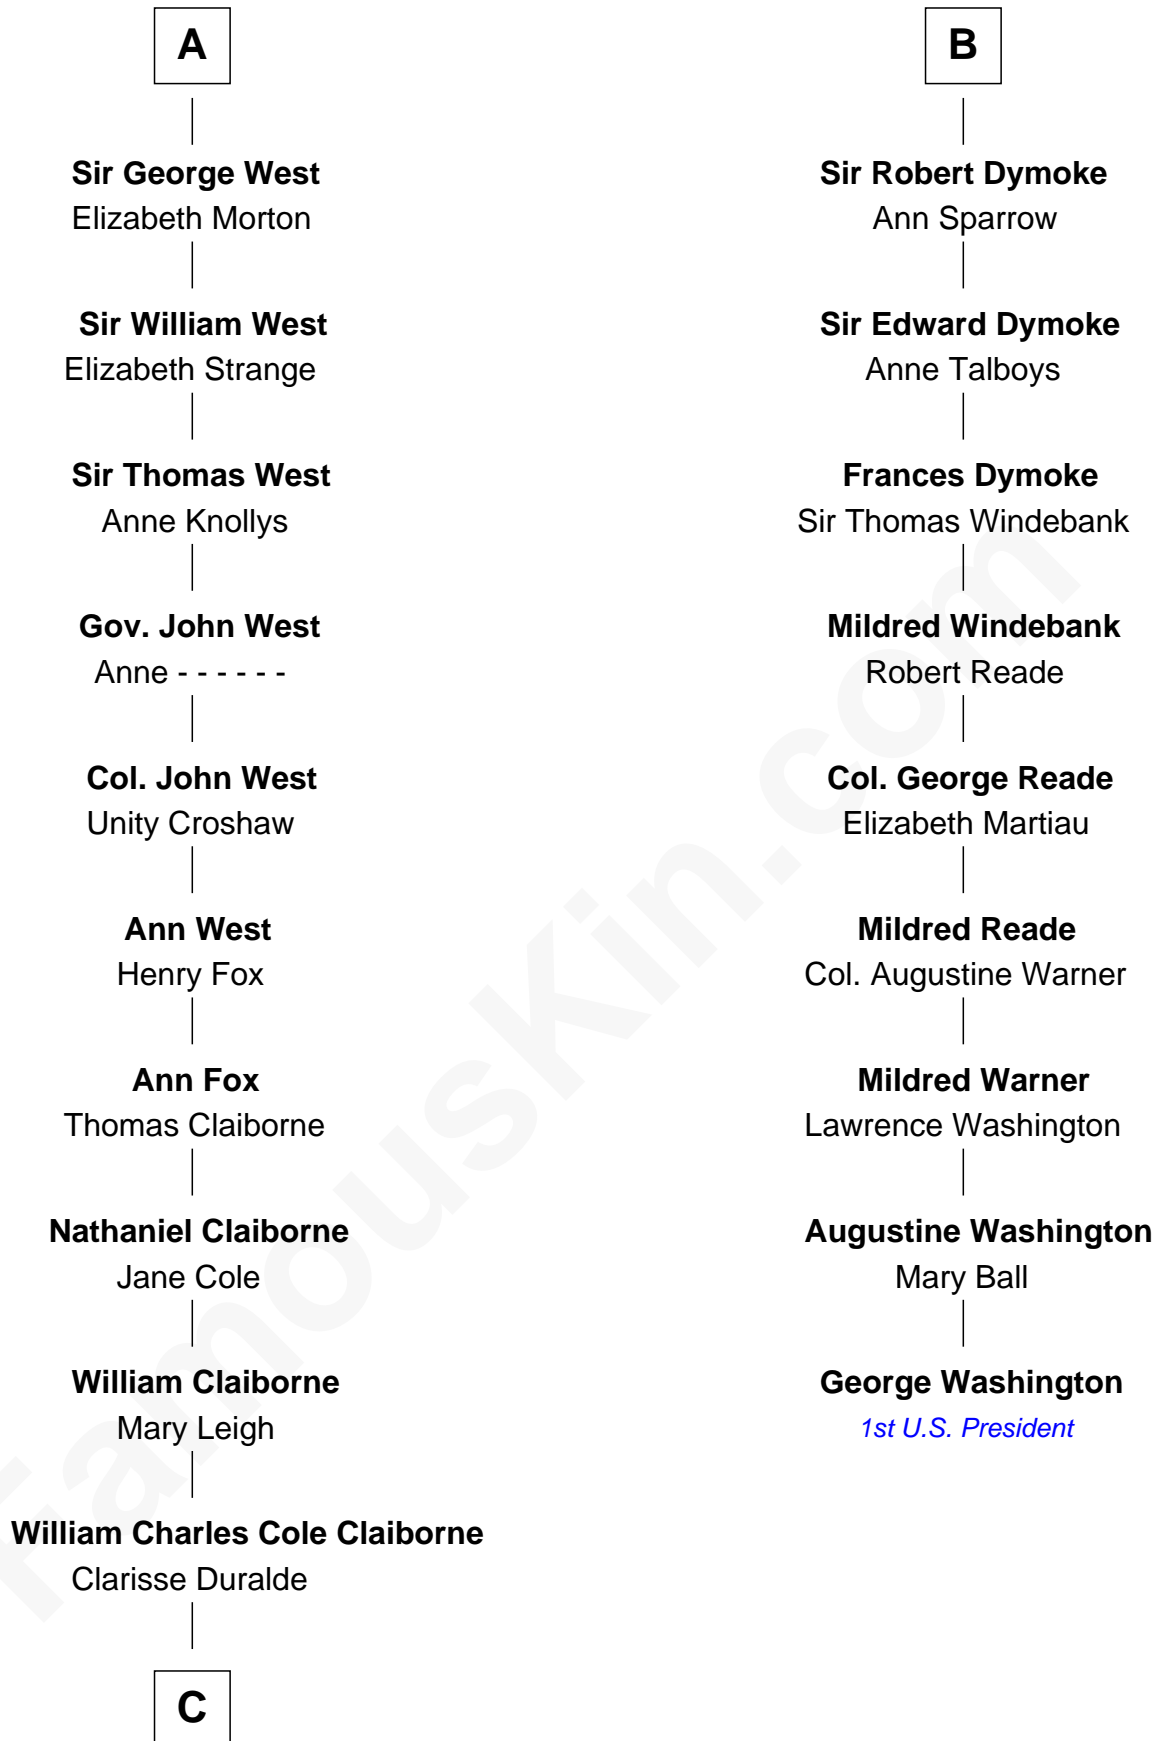 A
Sir George West
Elizabeth Morton
Sir William West
Elizabeth Strange
Sir Thomas West
Anne Knollys
Gov. John West
Anne - - - - - -
Col. John West
Unity Croshaw
Ann West
Henry Fox
Ann Fox
Thomas Claiborne
Nathaniel Claiborne
Jane Cole
William Claiborne
Mary Leigh
William Charles Cole Claiborne
Clarisse Duralde
C
B
Sir Robert Dymoke
Ann Sparrow
Sir Edward Dymoke
Anne Talboys
Frances Dymoke
Sir Thomas Windebank
Mildred Windebank
Robert Reade
Col. George Reade
Elizabeth Martiau
Mildred Reade
Col. Augustine Warner
Mildred Warner
Lawrence Washington
Augustine Washington
Mary Ball
George Washington
1st U.S. President
FamousKin.com